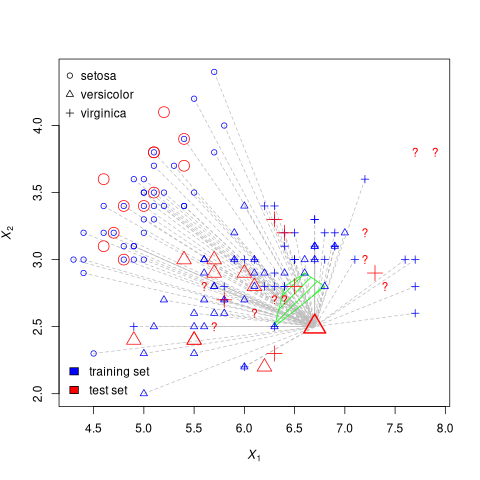 setosa
versicolor
virginica
X2
4.0
3.5
3.0
2.5
2.0
? ?
?
?
? ? ? ?
?
?
training set
test set
4.5 5.0 5.5 6.0 6.5 7.0 7.5 8.0
X1